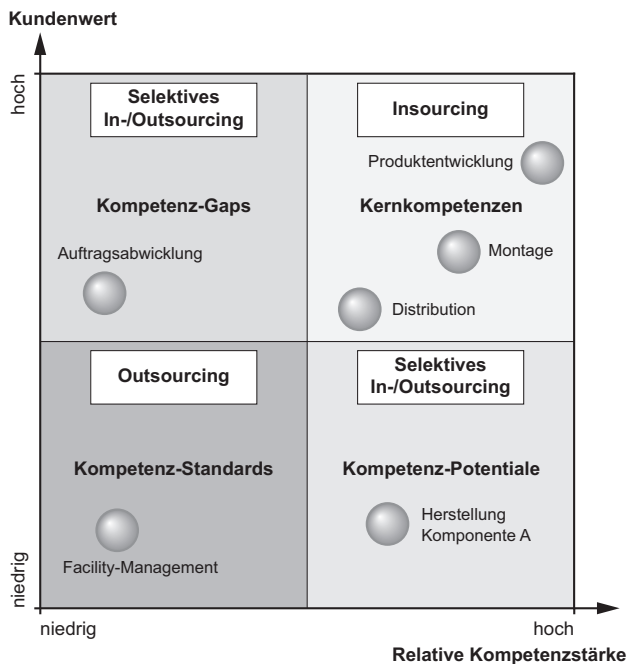 Kundenwert
hoch
Selektives
In-/Outsourcing
Insourcing
Produktentwicklung
Kompetenz-Gaps
Kernkompetenzen
Auftragsabwicklung
Montage
Distribution
Outsourcing
Selektives
In-/Outsourcing
Kompetenz-Standards
Kompetenz-Potentiale
Herstellung
Komponente A
Facility-Management
niedrig
niedrig
hoch
Relative Kompetenzstärke